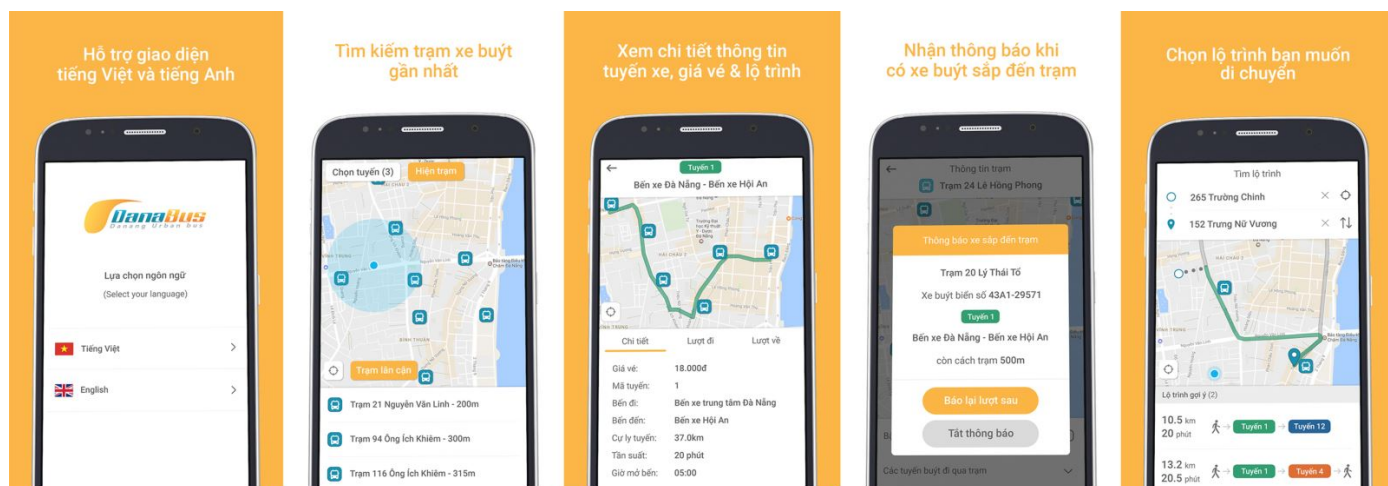 Hỗ trợ giao diện
tiếng Việt và tiếng Anh
DanaBus
Danang Urban Bus
Lựa chọn ngôn ngữ
(Select your language)
Tiếng Việt
English
Tìm kiếm trạm xe buýt
gần nhất
Chọn tuyến (3)
Hiện trạm
HẢI CHÂU 2
BÌNH THUẬN
Trạm lân cận
Trạm 21 Nguyễn Văn Linh - 200m
Trạm 94 Ông Ích Khiêm - 300m
Trạm 116 Ông Ích Khiêm - 315m
Xem chi tiết thông tin
tuyến xe, giá vé & lộ trình
Tuyến 1
Bến xe Đà Nẵng - Bến xe Hội An
HẢI CHÂU 2
Chi tiết
Lượt đi
Lượt về
Giá vé: 18.000đ
Mã tuyến: 1
Bến đi: Bến xe trung tâm Đà Nẵng
Bến đến: Bến xe Hội An
Cự ly tuyến: 37.0km
Tần suất: 20 phút
Giờ mở bến: 05:00
Nhận thông báo khi
có xe buýt sắp đến trạm
Thông tin trạm
Trạm 24 Lê Hồng Phong
Thông báo xe sắp đến trạm
Trạm 20 Lý Thái Tổ
Xe buýt biển số 43A1-29571
Tuyến 1
Bến xe Đà Nẵng - Bến xe Hội An
còn cách trạm 500m
Báo lại lượt sau
Tắt thông báo
Các tuyến buýt đi qua trạm
Chọn lộ trình bạn muốn
di chuyển
Tìm lộ trình
265 Trường Chinh
152 Trưng Nữ Vương
HẢI CHÂU 2
Lộ trình gợi ý (2)
10.5 km
20 phút
Tuyến 1
Tuyến 12
13.2 km
20.5 phút
Tuyến 1
Tuyến 4